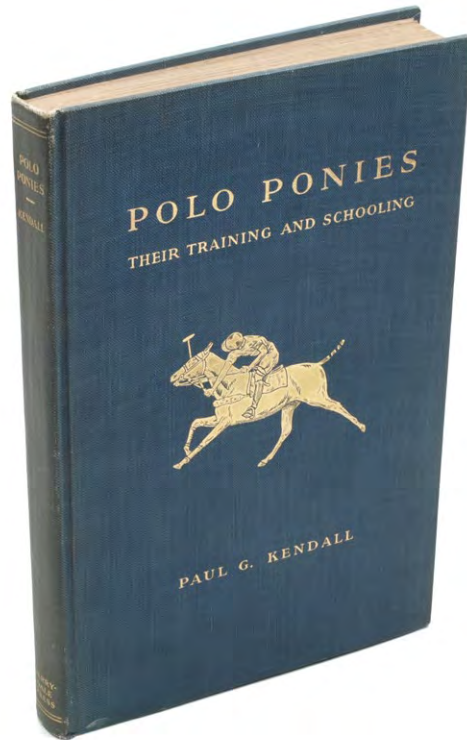 POLO PONIES
THEIR TRAINING AND SCHOOLING
PAUL G. KENDALL
POLO
PONIES
KENDALL